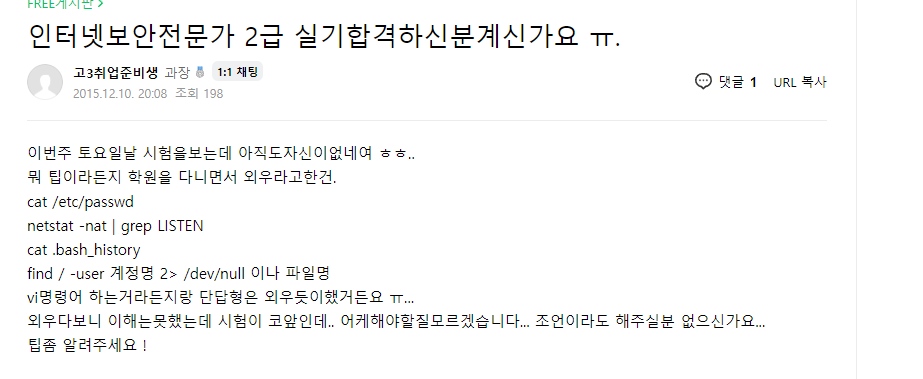 FREE게시판 >
인터넷보안전문가 2급 실기합격하신분계신가요 ㅠ.
고3취업준비생 과장 1:1 채팅
2015.12.10. 20:08 조회 198
댓글 1 URL 복사
이번주 토요일날 시험을보는데 아직도자신이없네여 ㅎㅎ..
뭐 팁이라든지 학원을 다니면서 외우라고한건.
cat /etc/passwd
netstat -nat | grep LISTEN
cat .bash_history
find / -user 계정명 2> /dev/null 이나 파일명
vi명령어 하는거라든지랑 단답형은 외우듯이했거든요 ㅠ...
외우다보니 이해는못했는데 시험이 코앞인데.. 어케해야할질모르겠습니다... 조언이라도 해주실분 없으신가요...
팁좀 알려주세요 !